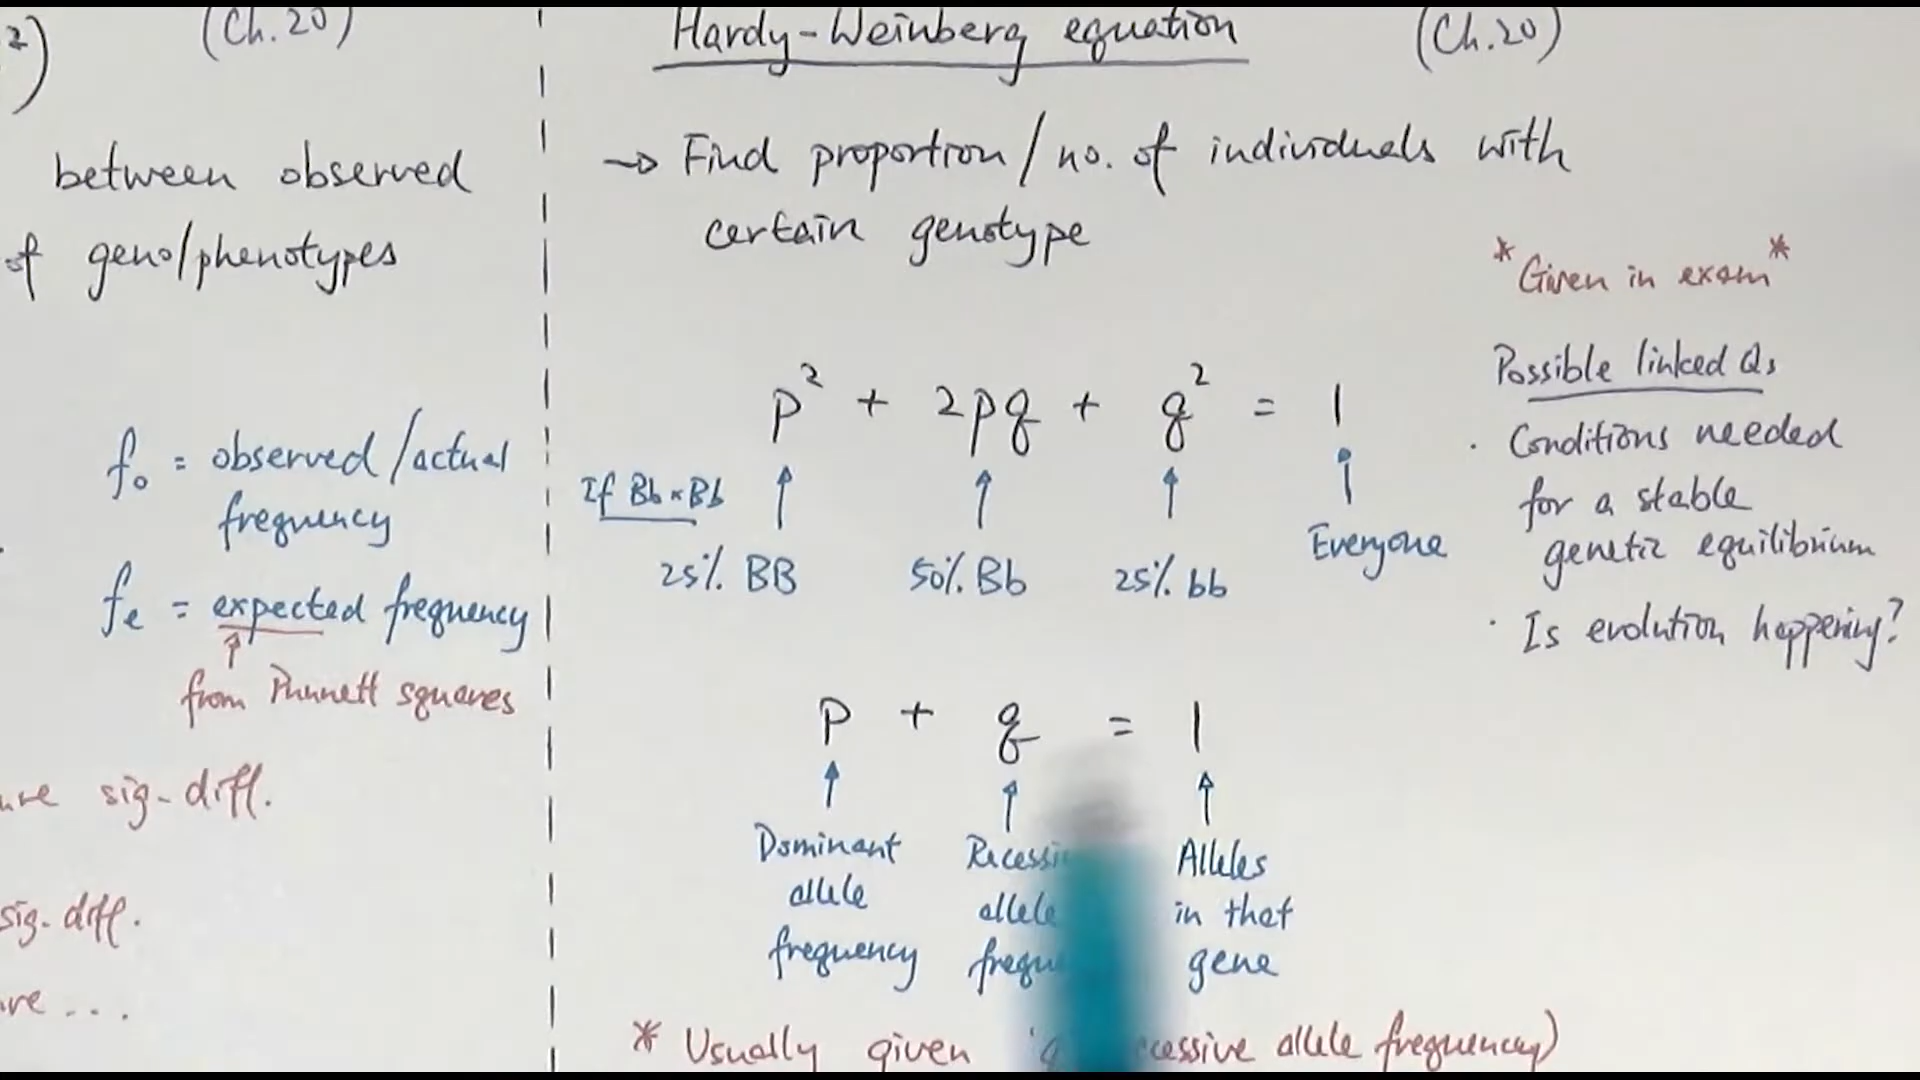 ²)
(Ch.20)
between observed
of geno/phenotypes
f₀ = observed/actual
frequency
fₑ = expected frequency
from Punnett squares
sig. diff.
sig. diff.
...
Hardy-Weinberg equation
(Ch.20)
→ Find proportion/no. of individuals with
certain genotype
p² + 2pq + q² = 1
If Bb × Bb
25% BB
50% Bb
25% bb
Everyone
p + q = 1
Dominant
allele
frequency
allele
Alleles
in that
gene
* Usually given
allele frequency)
*Given in exam*
Possible linked Qs
· Conditions needed
for a stable
genetic equilibrium
· Is evolution happening?